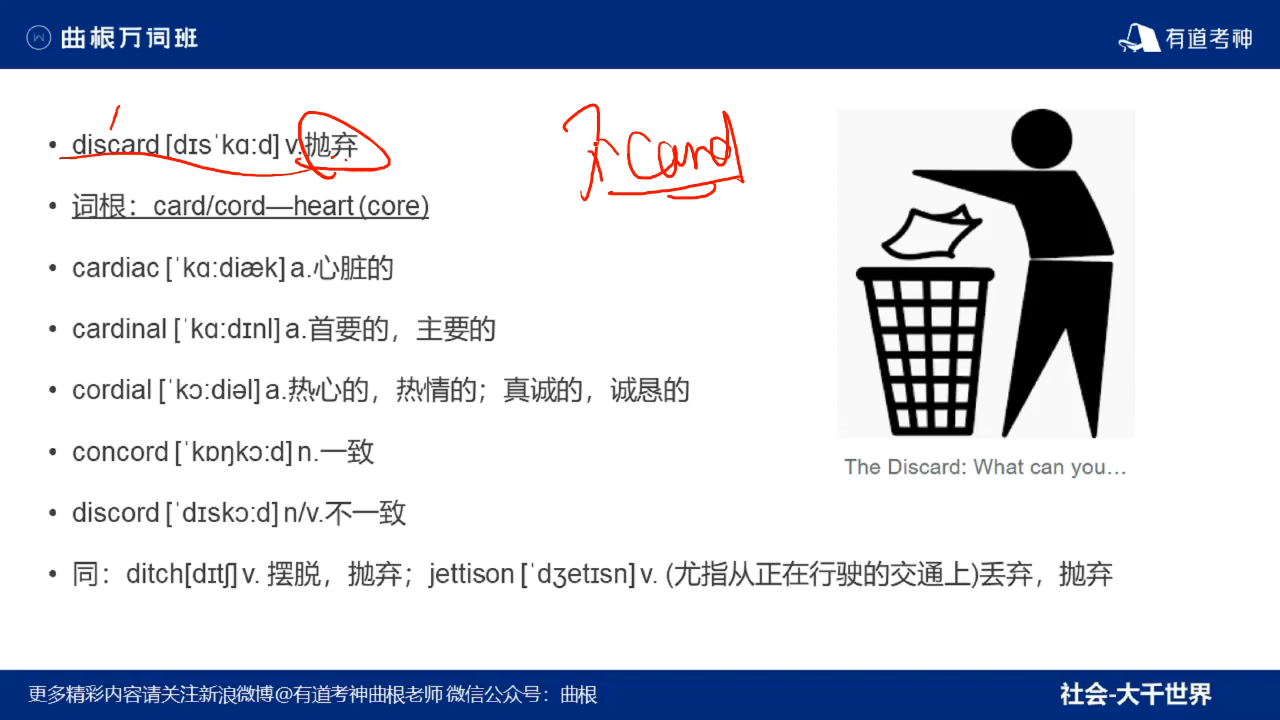 曲根万词班
有道考神
• discard [dɪsˈkɑːd] v.抛弃
不card
• 词根：card/cord—heart (core)
• cardiac [ˈkɑːdiæk] a.心脏的
• cardinal [ˈkɑːdɪnl] a.首要的，主要的
• cordial [ˈkɔːdiəl] a.热心的，热情的；真诚的，诚恳的
• concord [ˈkɒŋkɔːd] n.一致
The Discard: What can you…
• discord [ˈdɪskɔːd] n/v.不一致
• 同：ditch[dɪtʃ] v. 摆脱，抛弃；jettison [ˈdʒetɪsn] v. (尤指从正在行驶的交通上)丢弃，抛弃
更多精彩内容请关注新浪微博@有道考神曲根老师 微信公众号：曲根
社会-大千世界